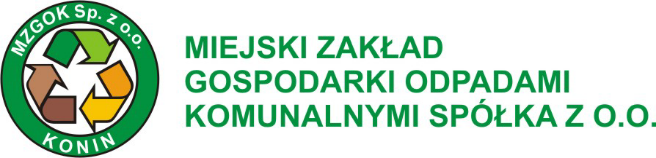 MZGOK Sp. z o.o.
KONIN
MIEJSKI ZAKŁAD
GOSPODARKI ODPADAMI
KOMUNALNYMI SPÓŁKA Z O.O.